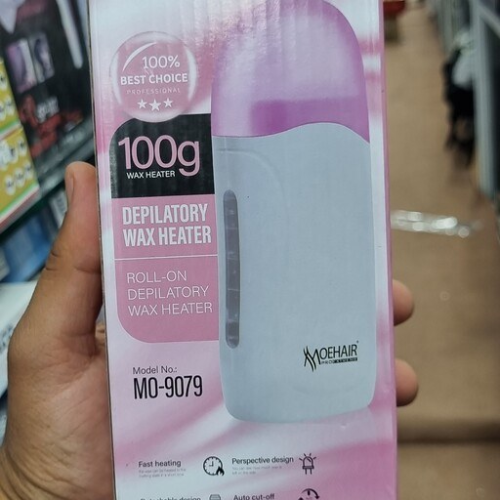 100%
BEST CHOICE
PROFESSIONAL
100g
WAX HEATER
DEPILATORY
WAX HEATER
ROLL-ON
DEPILATORY
WAX HEATER
MOEHAIR
Model No.:
MO-9079
Fast heating
Perspective design
Auto cut-off